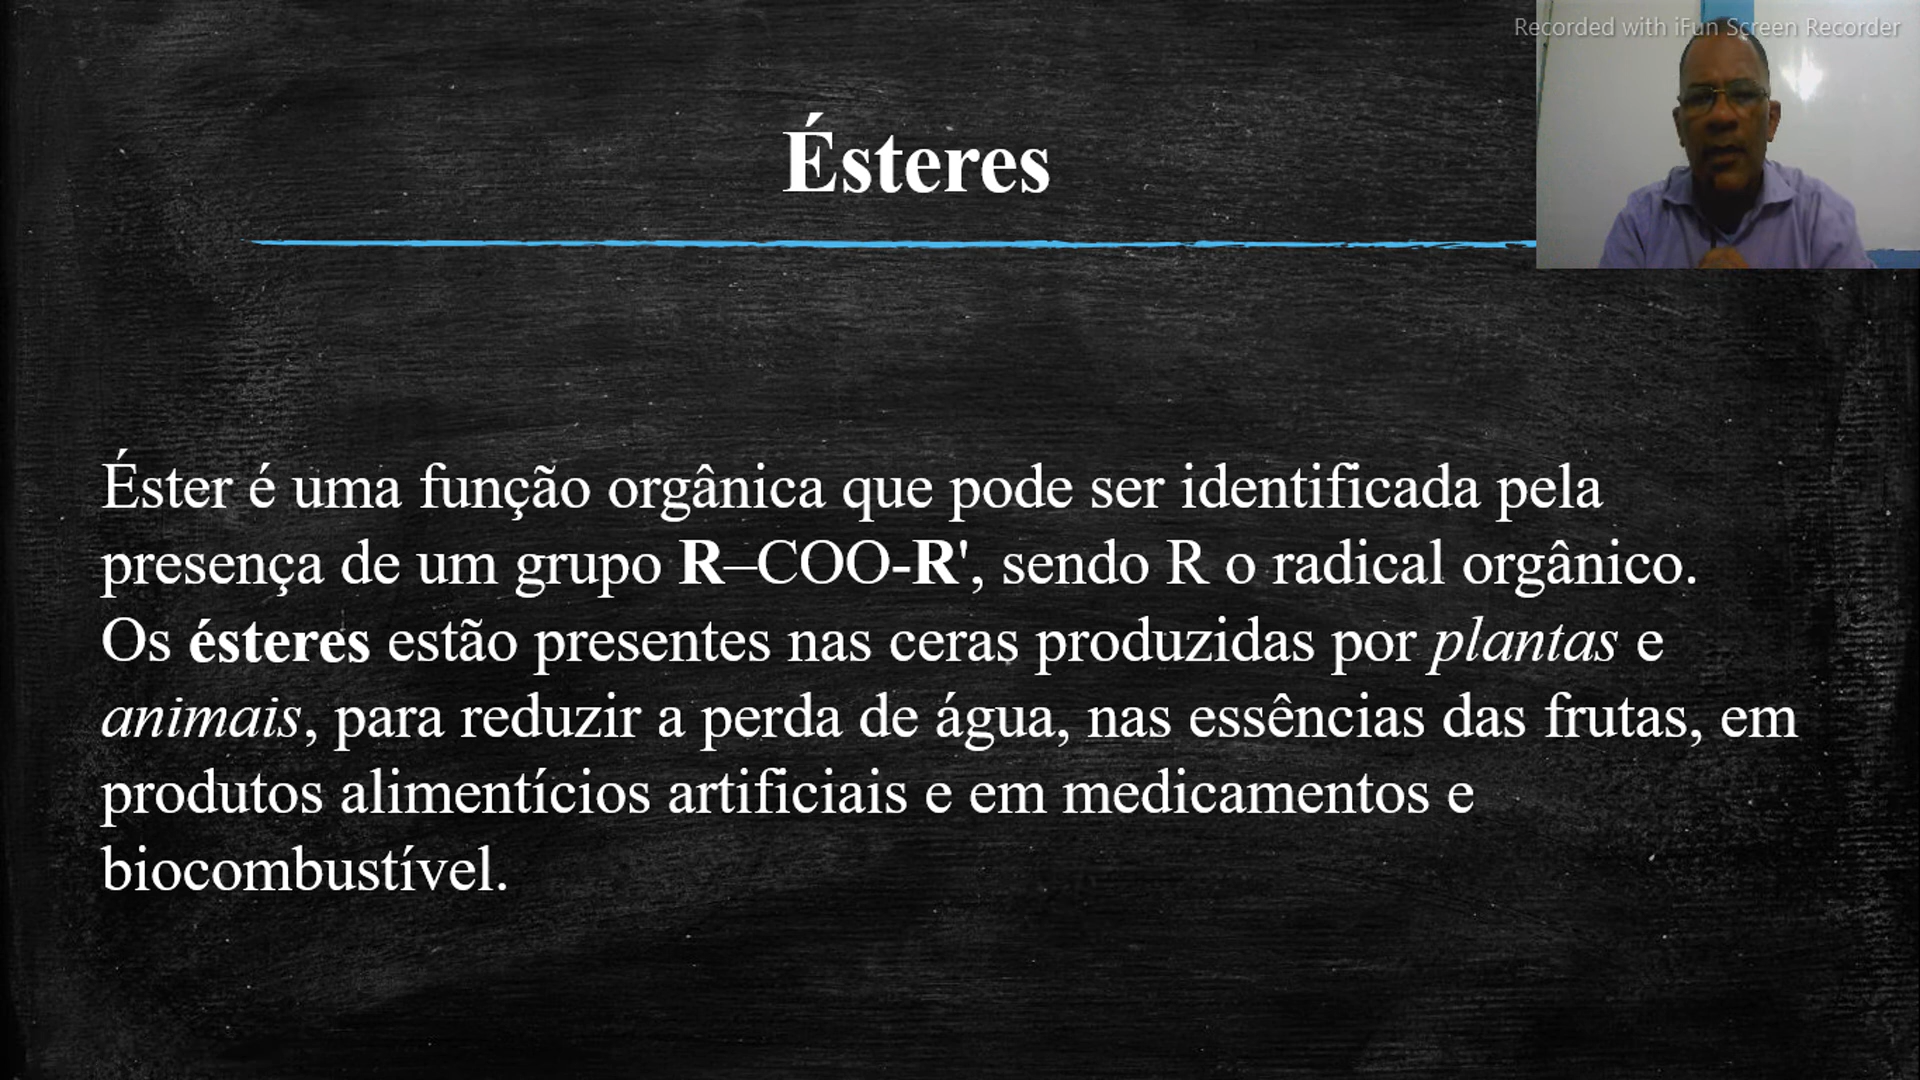 Recorded with iFun Screen Recorder
Ésteres
Éster é uma função orgânica que pode ser identificada pela
presença de um grupo R–COO-R', sendo R o radical orgânico.
Os ésteres estão presentes nas ceras produzidas por plantas e
animais, para reduzir a perda de água, nas essências das frutas, em
produtos alimentícios artificiais e em medicamentos e
biocombustível.